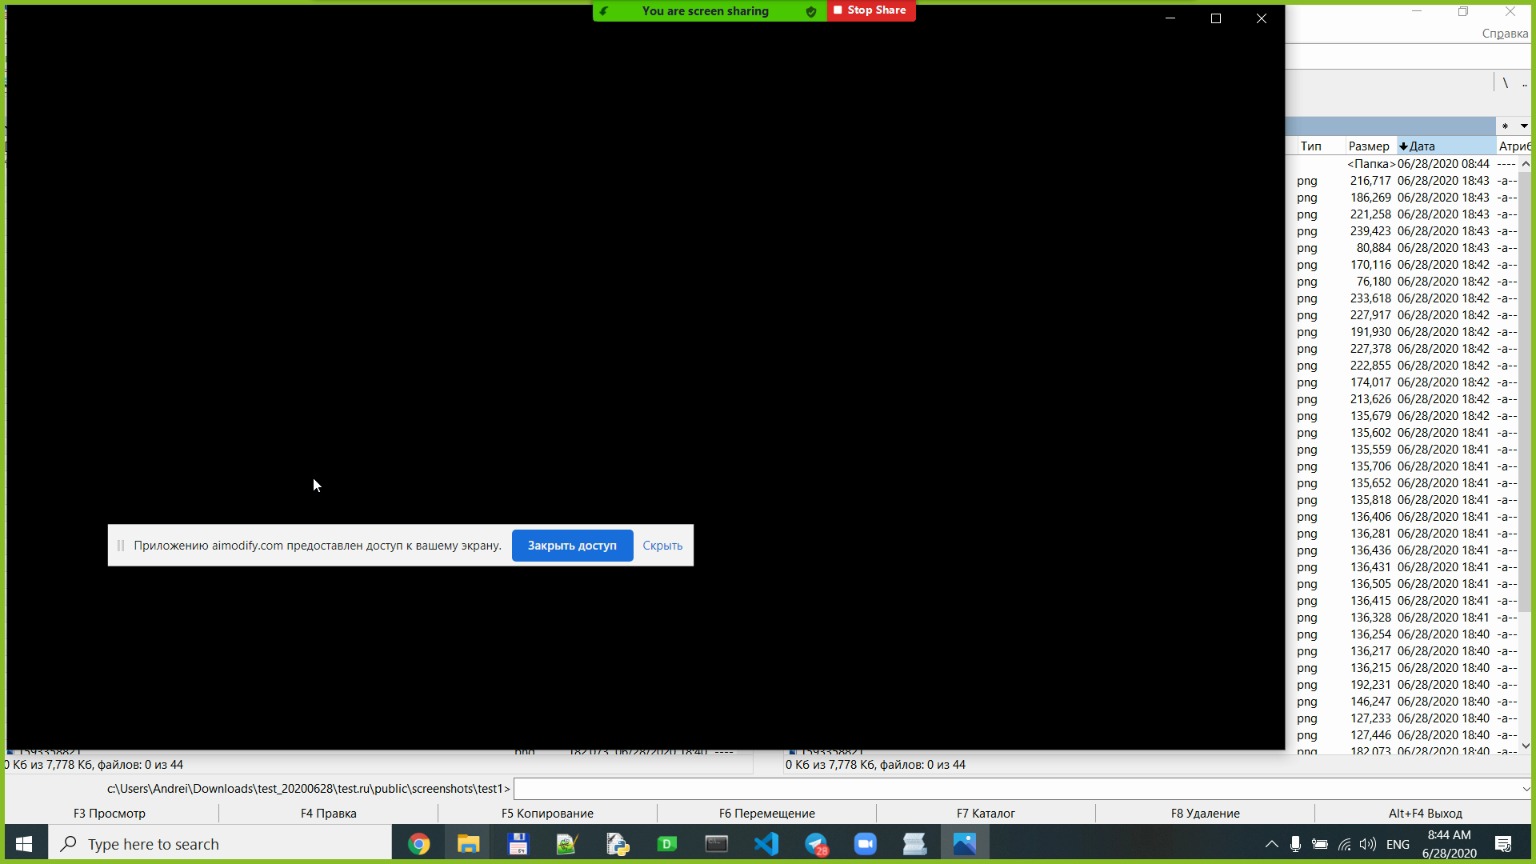 You are screen sharing
Stop Share
Справка
\ ..
* 
Тип Размер Дата Атриб
<Папка> 06/28/2020 08:44 ----
png 216,717 06/28/2020 18:43 -a--
png 186,269 06/28/2020 18:43 -a--
png 221,258 06/28/2020 18:43 -a--
png 239,423 06/28/2020 18:43 -a--
png 80,884 06/28/2020 18:43 -a--
png 170,116 06/28/2020 18:42 -a--
png 76,180 06/28/2020 18:42 -a--
png 233,618 06/28/2020 18:42 -a--
png 227,917 06/28/2020 18:42 -a--
png 191,930 06/28/2020 18:42 -a--
png 227,378 06/28/2020 18:42 -a--
png 222,855 06/28/2020 18:42 -a--
png 174,017 06/28/2020 18:42 -a--
png 213,626 06/28/2020 18:42 -a--
png 135,679 06/28/2020 18:42 -a--
png 135,602 06/28/2020 18:41 -a--
png 135,559 06/28/2020 18:41 -a--
png 135,706 06/28/2020 18:41 -a--
png 135,652 06/28/2020 18:41 -a--
png 135,818 06/28/2020 18:41 -a--
png 136,406 06/28/2020 18:41 -a--
png 136,281 06/28/2020 18:41 -a--
png 136,436 06/28/2020 18:41 -a--
png 136,431 06/28/2020 18:41 -a--
png 136,505 06/28/2020 18:41 -a--
png 136,415 06/28/2020 18:41 -a--
png 136,328 06/28/2020 18:41 -a--
png 136,254 06/28/2020 18:40 -a--
png 136,217 06/28/2020 18:40 -a--
png 136,215 06/28/2020 18:40 -a--
png 192,231 06/28/2020 18:40 -a--
png 146,247 06/28/2020 18:40 -a--
png 127,233 06/28/2020 18:40 -a--
png 127,446 06/28/2020 18:40 -a--
png 182,073 06/28/2020 18:40 -a--
Приложению aimodify.com предоставлен доступ к вашему экрану. Закрыть доступ Скрыть
0 Кб из 7,778 Кб, файлов: 0 из 44
0 Кб из 7,778 Кб, файлов: 0 из 44
c:\Users\Andrei\Downloads\test_20200628\test.ru\public\screenshots\test1>
F3 Просмотр F4 Правка F5 Копирование F6 Перемещение F7 Каталог F8 Удаление Alt+F4 Выход
Type here to search
28
ENG
8:44 AM
6/28/2020